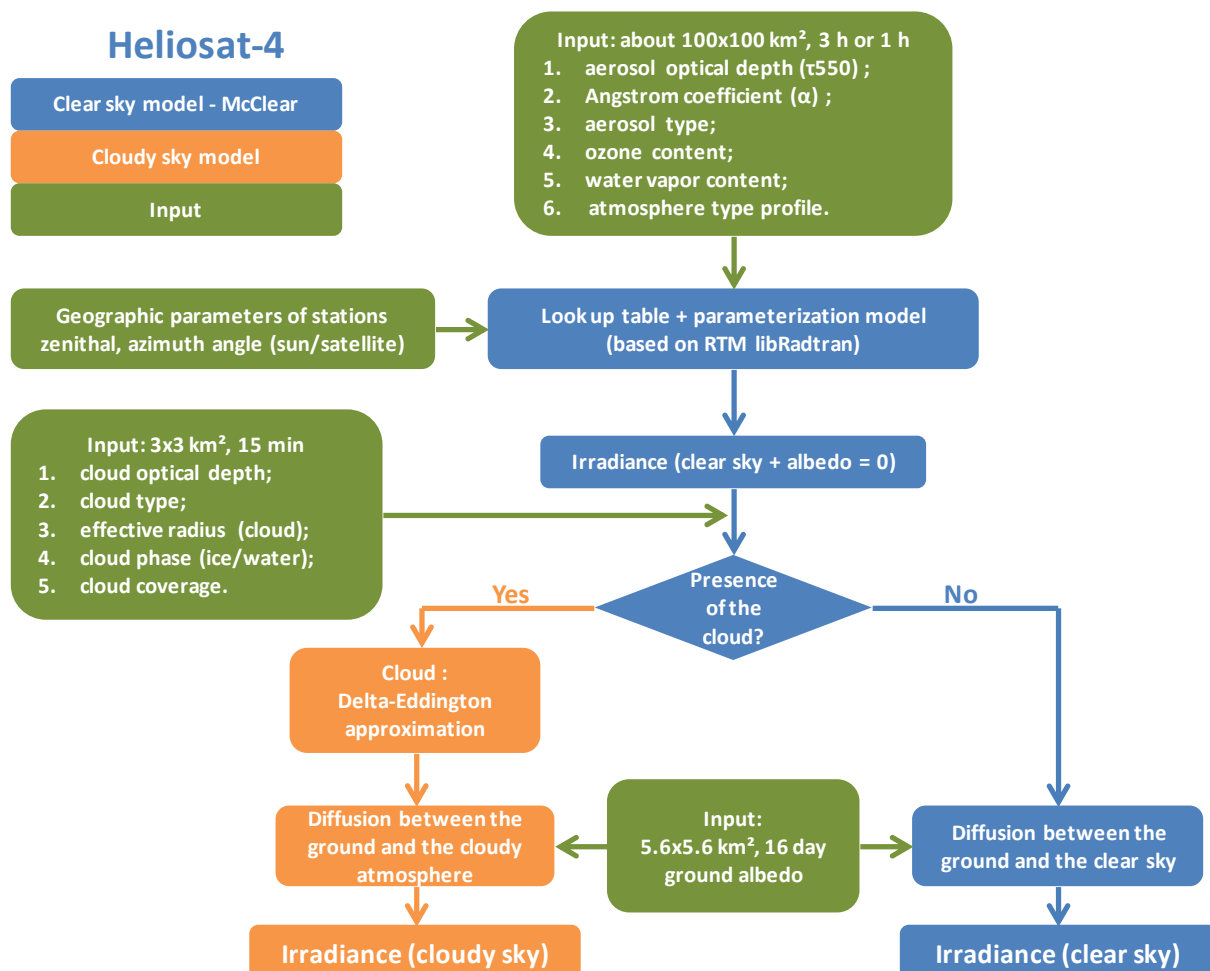 Heliosat-4
Clear sky model - McClear
Cloudy sky model
Input
Input: about 100x100 km², 3 h or 1 h
1. aerosol optical depth (τ550) ;
2. Angstrom coefficient (α) ;
3. aerosol type;
4. ozone content;
5. water vapor content;
6. atmosphere type profile.
Geographic parameters of stations
zenithal, azimuth angle (sun/satellite)
Look up table + parameterization model
(based on RTM libRadtran)
Input: 3x3 km², 15 min
1. cloud optical depth;
2. cloud type;
3. effective radius (cloud);
4. cloud phase (ice/water);
5. cloud coverage.
Irradiance (clear sky + albedo = 0)
Presence
of the
cloud?
Yes
No
Cloud :
Delta-Eddington
approximation
Diffusion between the
ground and the cloudy
atmosphere
Input:
5.6x5.6 km², 16 day
ground albedo
Diffusion between the
ground and the clear sky
Irradiance (cloudy sky)
Irradiance (clear sky)